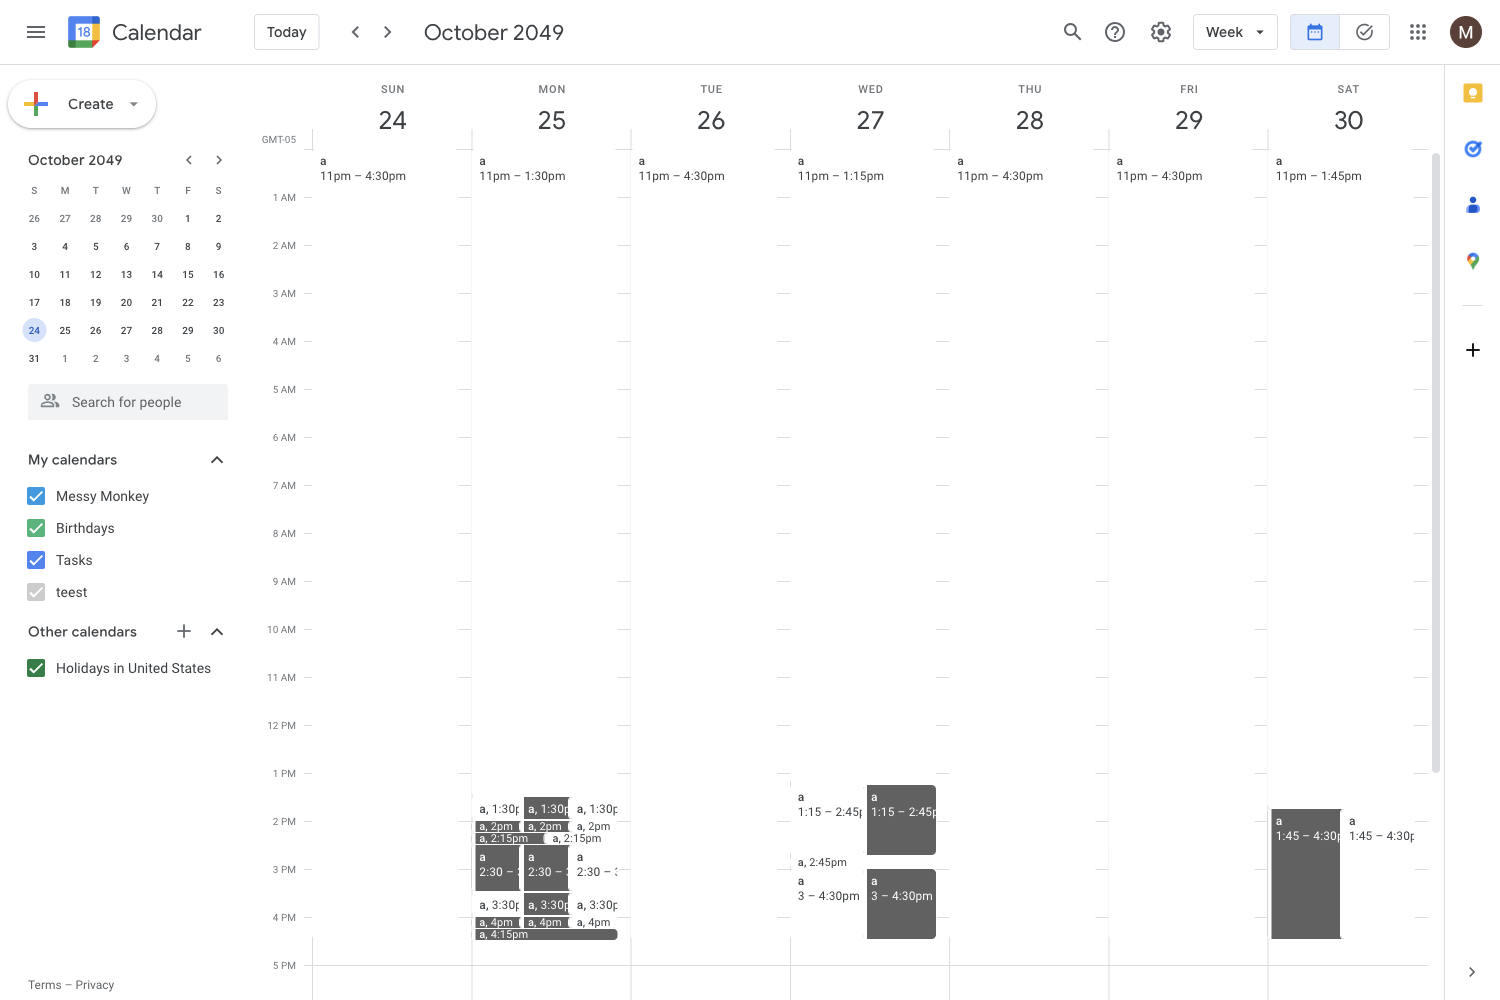 18 Calendar Today October 2049 Week M
Create
October 2049
S M T W T F S
26 27 28 29 30 1 2
3 4 5 6 7 8 9
10 11 12 13 14 15 16
17 18 19 20 21 22 23
24 25 26 27 28 29 30
31 1 2 3 4 5 6
Search for people
My calendars
Messy Monkey
Birthdays
Tasks
teest
Other calendars
Holidays in United States
Terms – Privacy
SUN MON TUE WED THU FRI SAT
24 25 26 27 28 29 30
GMT-05
a a a a a a a
11pm – 4:30pm 11pm – 1:30pm 11pm – 4:30pm 11pm – 1:15pm 11pm – 4:30pm 11pm – 4:30pm 11pm – 1:45pm
1 AM
2 AM
3 AM
4 AM
5 AM
6 AM
7 AM
8 AM
9 AM
10 AM
11 AM
12 PM
1 PM
2 PM
3 PM
4 PM
5 PM
a, 1:30p a, 1:30p a, 1:30p
a, 2pm a, 2pm a, 2pm
a, 2:15pm a, 2:15pm
a a a
2:30 – 2:30 – 2:30 –
a, 3:30p a, 3:30p a, 3:30p
a, 4pm a, 4pm a, 4pm
a, 4:15pm
a a
1:15 – 2:45p 1:15 – 2:45p
a, 2:45pm
a a
3 – 4:30pm 3 – 4:30pm
a a
1:45 – 4:30p 1:45 – 4:30p